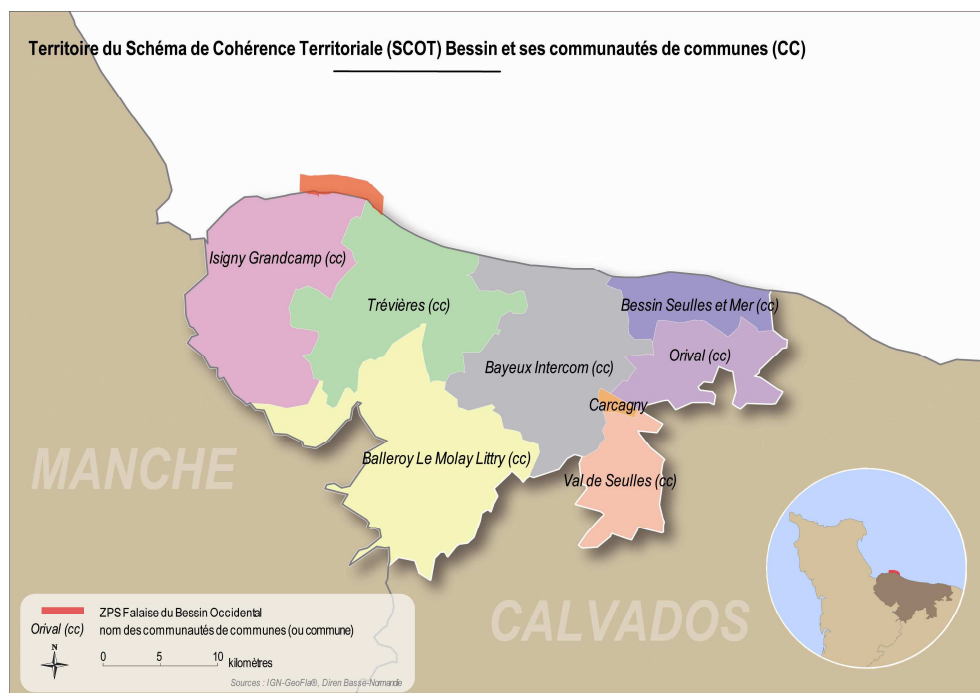 Territoire du Schéma de Cohérence Territoriale (SCOT) Bessin et ses communautés de communes (CC)
Isigny Grandcamp (cc)
Trévières (cc)
Bessin Seulles et Mer (cc)
Orival (cc)
Bayeux Intercom (cc)
Carcagny
Balleroy Le Molay Littry (cc)
Val de Seulles (cc)
MANCHE
CALVADOS
ZPS Falaise du Bessin Occidental
Orival (cc) nom des communautés de communes (ou commune)
N
0 5 10 kilomètres
Sources : IGN-GeoFla®, Diren Basse-Normandie